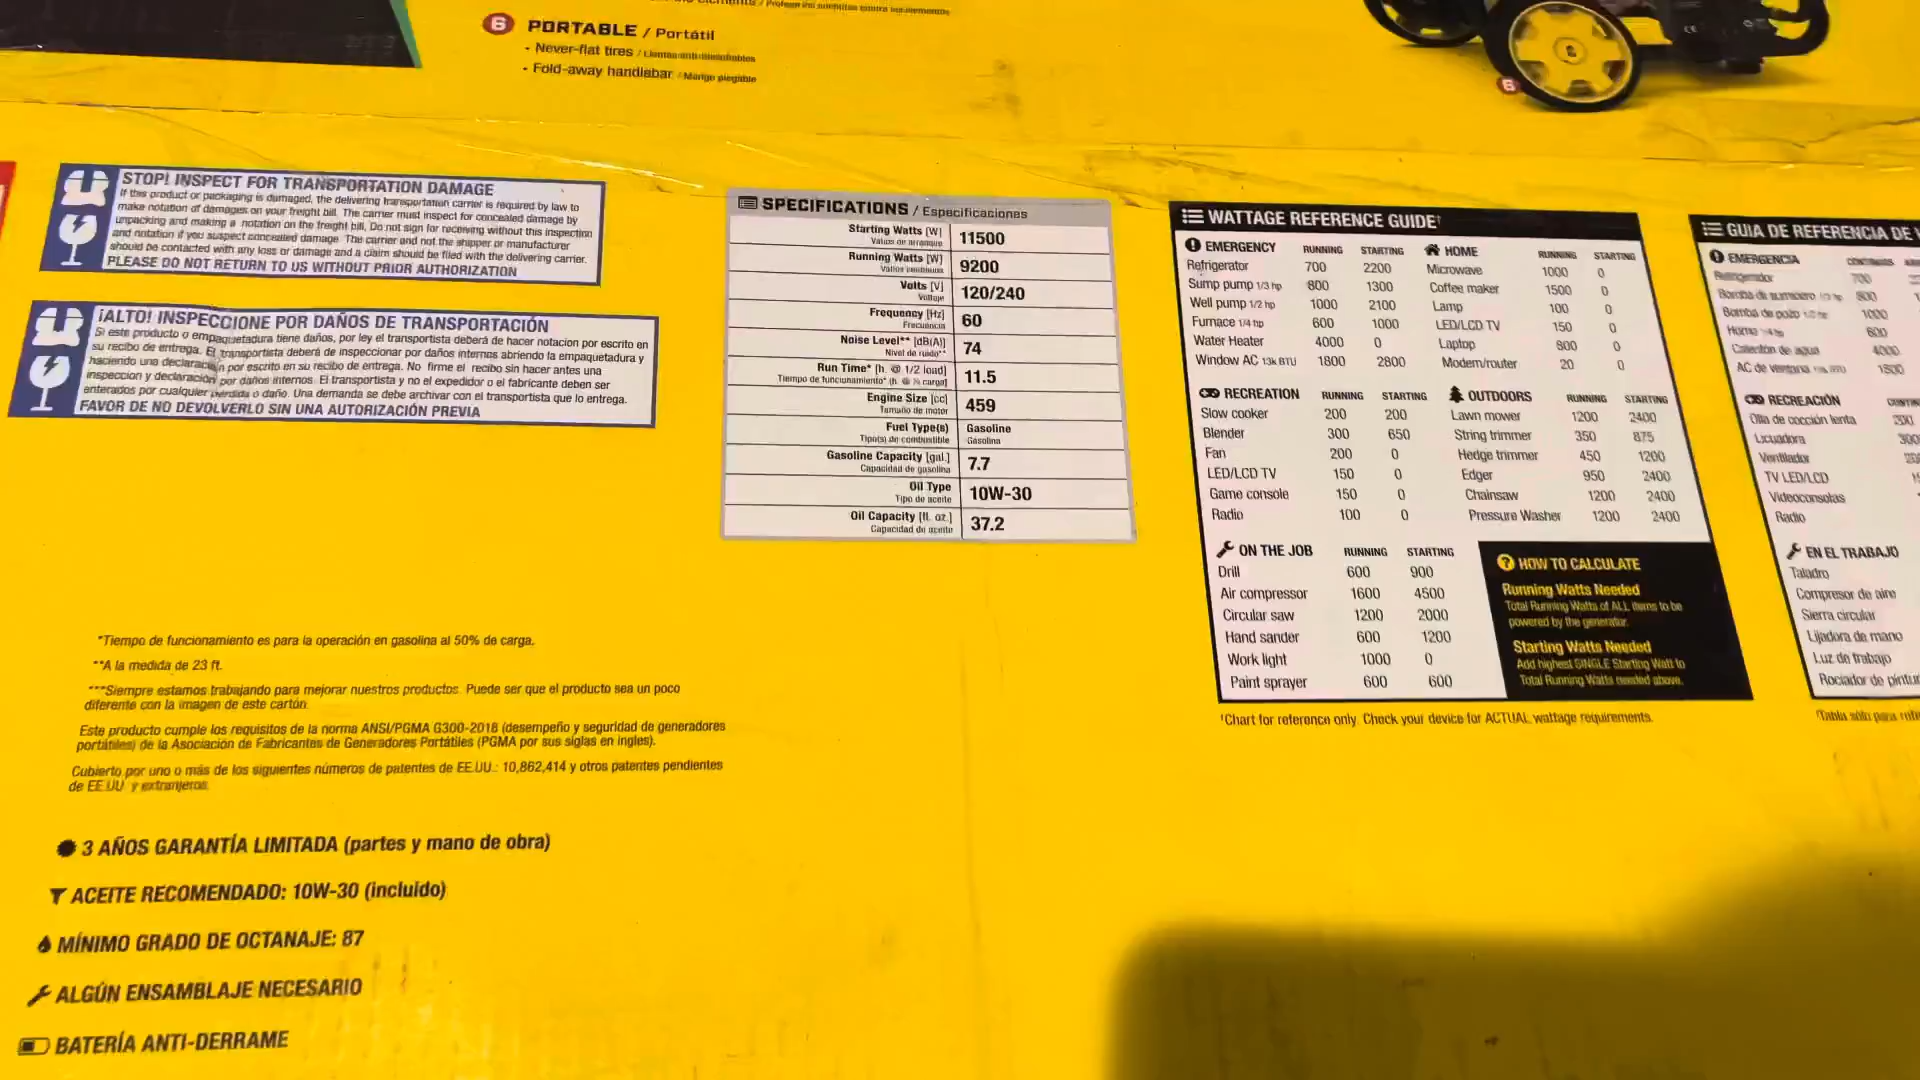 6 PORTABLE / Portátil
- Never-flat tires / Llantas anti-desinflables
- Fold-away handlebar / Mango plegable
6
STOP! INSPECT FOR TRANSPORTATION DAMAGE
If this product or packaging is damaged, the delivering transportation carrier is required by law to
make notation of damages on your freight bill. The carrier must inspect for concealed damage by
unpacking and making a notation on the freight bill. Do not sign for receiving without this inspection
and notation if you suspect concealed damage. The carrier and not the shipper or manufacturer
should be contacted with any loss or damage and a claim should be filed with the delivering carrier.
PLEASE DO NOT RETURN TO US WITHOUT PRIOR AUTHORIZATION
¡ALTO! INSPECCIONE POR DAÑOS DE TRANSPORTACIÓN
Si este producto o empaquetadura tiene daños, por ley el transportista deberá de hacer notacion por escrito en
su recibo de entrega. El transportista deberá de inspeccionar por daños internos abriendo la empaquetadura y
haciendo una declaración por escrito en su recibo de entrega. No firme el recibo sin hacer antes una
inspeccion y declaración por daños internos. El transportista y no el expedidor o el fabricante deben ser
enterados por cualquier perdida o daño. Una demanda se debe archivar con el transportista que lo entrego.
FAVOR DE NO DEVOLVERLO SIN UNA AUTORIZACIÓN PREVIA
SPECIFICATIONS / Especificaciones
Starting Watts [W] 11500
Vatios de arranque
Running Watts [W] 9200
Vatios continuos
Volts [V] 120/240
Voltaje
Frequency [Hz] 60
Frecuencia
Noise Level** [dB(A)] 74
Nivel de ruido**
Run Time* [h. @ 1/2 load] 11.5
Tiempo de funcionamiento* [h. @ ½ carga]
Engine Size [cc] 459
Tamaño de motor
Fuel Type(s) Gasoline
Tipo(s) de combustible Gasolina
Gasoline Capacity [gal.] 7.7
Capacidad de gasolina
Oil Type 10W-30
Tipo de aceite
Oil Capacity [fl. oz.] 37.2
Capacidad de aceite
WATTAGE REFERENCE GUIDE†
EMERGENCY RUNNING STARTING
Refrigerator 700 2200
Sump pump 1/3 hp 800 1300
Well pump 1/2 hp 1000 2100
Furnace 1/4 hp 600 1000
Water Heater 4000 0
Window AC 13k BTU 1800 2800
HOME RUNNING STARTING
Microwave 1000 0
Coffee maker 1500 0
Lamp 100 0
LED/LCD TV 150 0
Laptop 800 0
Modem/router 20 0
RECREATION RUNNING STARTING
Slow cooker 200 200
Blender 300 650
Fan 200 0
LED/LCD TV 150 0
Game console 150 0
Radio 100 0
OUTDOORS RUNNING STARTING
Lawn mower 1200 2400
String trimmer 350 875
Hedge trimmer 450 1200
Edger 950 2400
Chainsaw 1200 2400
Pressure Washer 1200 2400
ON THE JOB RUNNING STARTING
Drill 600 900
Air compressor 1600 4500
Circular saw 1200 2000
Hand sander 600 1200
Work light 1000 0
Paint sprayer 600 600
HOW TO CALCULATE
Running Watts Needed
Total Running Watts of ALL items to be
powered by the generator.
Starting Watts Needed
Add highest SINGLE Starting Watt to
Total Running Watts needed above.
†Chart for reference only. Check your device for ACTUAL wattage requirements.
GUIA DE REFERENCIA DE
EMERGENCIA CONTINUOS
Refrigerador 700
Bomba de sumidero 1/3 hp 800
Bomba de pozo 1/2 hp 1000
Horno 1/4 hp 600
Calentón de agua 4000
AC de ventana 1800
RECREACIÓN
Olla de cocción lenta
Licuadora
Ventilador
TV LED/LCD
Videoconsolas
Radio
EN EL TRABAJO
Taladro
Compresor de aire
Sierra circular
Lijadora de mano
Luz de trabajo
Rociador de
†Tabla sólo para
*Tiempo de funcionamiento es para la operación en gasolina al 50% de carga.
**A la medida de 23 ft.
***Siempre estamos trabajando para mejorar nuestros productos. Puede ser que el producto sea un poco
diferente con la imagen de este cartón.
Este producto cumple los requisitos de la norma ANSI/PGMA G300-2018 (desempeño y seguridad de generadores
portátiles) de la Asociación de Fabricantes de Generadores Portátiles (PGMA por sus siglas en ingles).
Cubierto por uno o más de los siguientes números de patentes de EE.UU.: 10,862,414 y otros patentes pendientes
de EE.UU y extranjeros.
3 AÑOS GARANTÍA LIMITADA (partes y mano de obra)
ACEITE RECOMENDADO: 10W-30 (incluido)
MÍNIMO GRADO DE OCTANAJE: 87
ALGÚN ENSAMBLAJE NECESARIO
BATERÍA ANTI-DERRAME